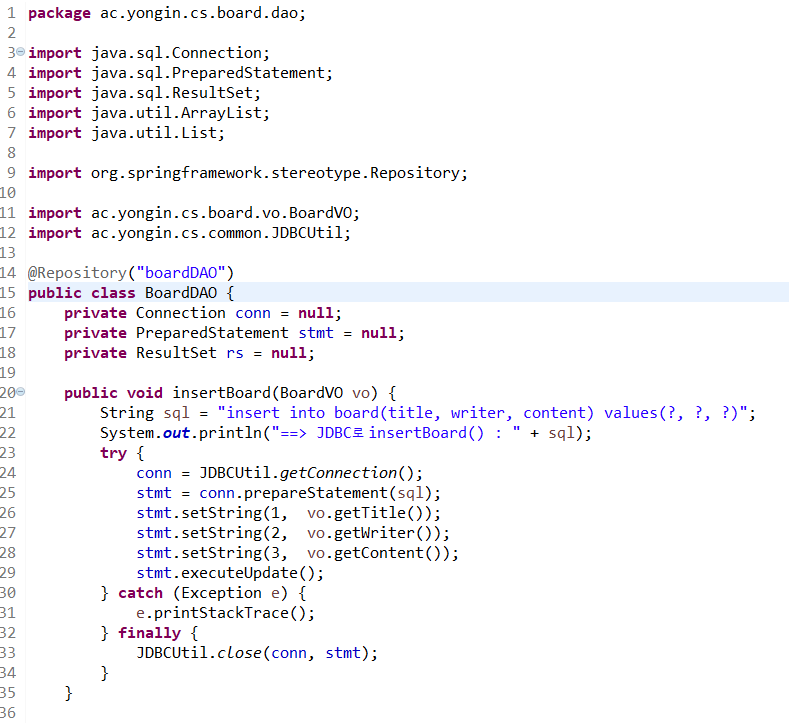 1 package ac.yongin.cs.board.dao;
2
3 import java.sql.Connection;
4 import java.sql.PreparedStatement;
5 import java.sql.ResultSet;
6 import java.util.ArrayList;
7 import java.util.List;
8
9 import org.springframework.stereotype.Repository;
10
11 import ac.yongin.cs.board.vo.BoardVO;
12 import ac.yongin.cs.common.JDBCUtil;
13
14 @Repository("boardDAO")
15 public class BoardDAO {
16     private Connection conn = null;
17     private PreparedStatement stmt = null;
18     private ResultSet rs = null;
19
20     public void insertBoard(BoardVO vo) {
21         String sql = "insert into board(title, writer, content) values(?, ?, ?)";
22         System.out.println("==> JDBC로 insertBoard() : " + sql);
23         try {
24             conn = JDBCUtil.getConnection();
25             stmt = conn.prepareStatement(sql);
26             stmt.setString(1,  vo.getTitle());
27             stmt.setString(2,  vo.getWriter());
28             stmt.setString(3,  vo.getContent());
29             stmt.executeUpdate();
30         } catch (Exception e) {
31             e.printStackTrace();
32         } finally {
33             JDBCUtil.close(conn, stmt);
34         }
35     }
36